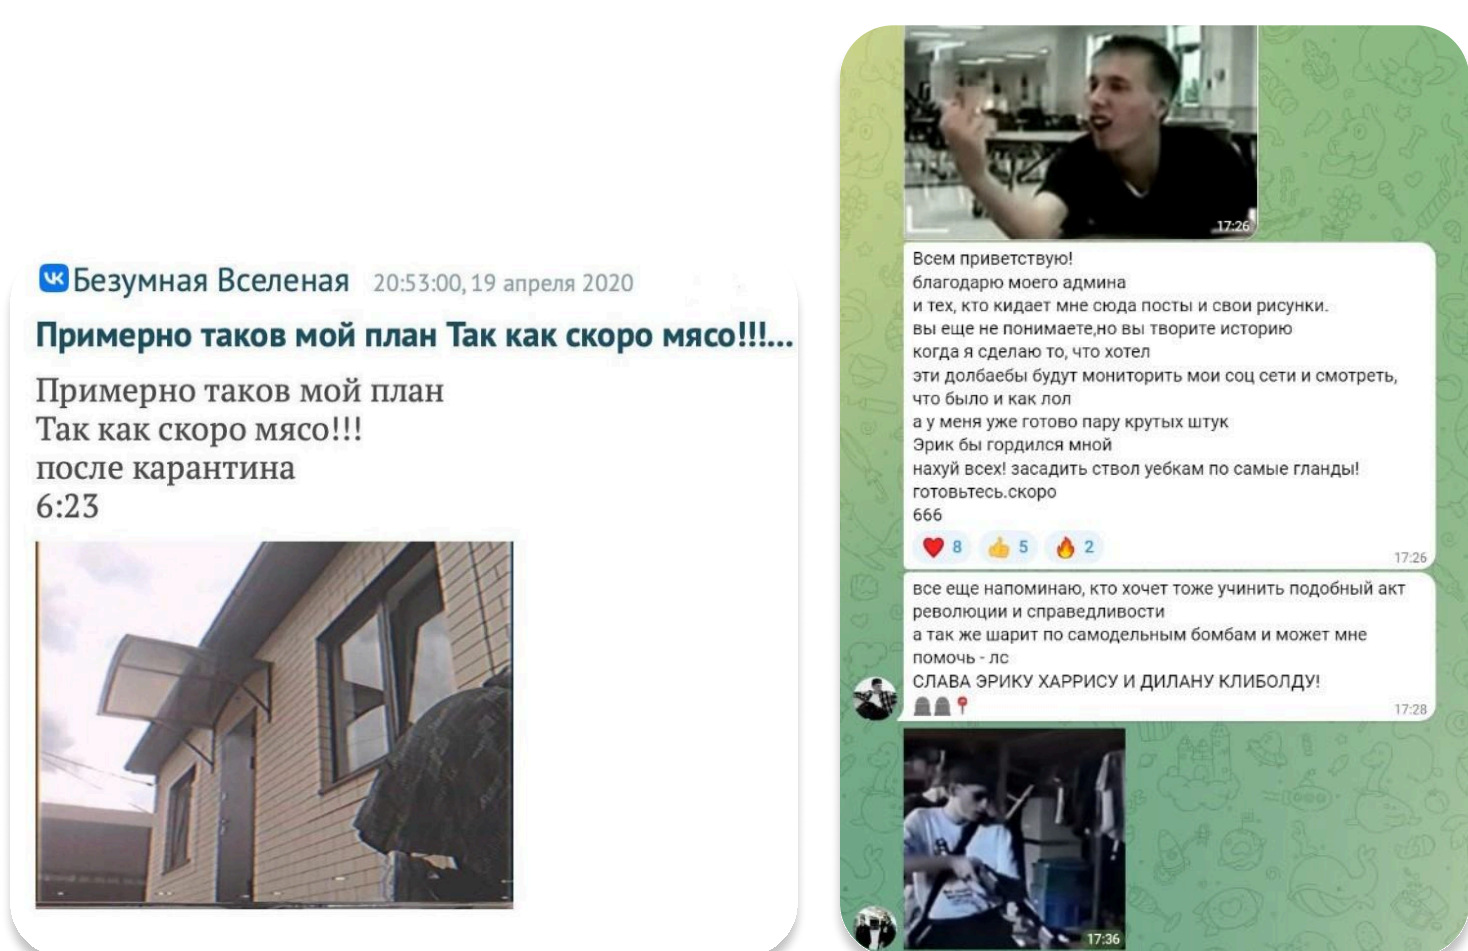 Безумная Вселеная 20:53:00, 19 апреля 2020
Примерно таков мой план Так как скоро мясо!!!...
Примерно таков мой план
Так как скоро мясо!!!
после карантина
6:23
17:26
Всем приветствую!
благодарю моего админа
и тех, кто кидает мне сюда посты и свои рисунки.
вы еще не понимаете,но вы творите историю
когда я сделаю то, что хотел
эти долбаебы будут мониторить мои соц сети и смотреть,
что было и как лол
а у меня уже готово пару крутых штук
Эрик бы гордился мной
нахуй всех! засадить ствол уебкам по самые гланды!
готовьтесь.скоро
666
8 5 2
17:26
все еще напоминаю, кто хочет тоже учинить подобный акт
революции и справедливости
а так же шарит по самодельным бомбам и может мне
помочь - лс
СЛАВА ЭРИКУ ХАРРИСУ И ДИЛАНУ КЛИБОЛДУ!
17:28
17:36